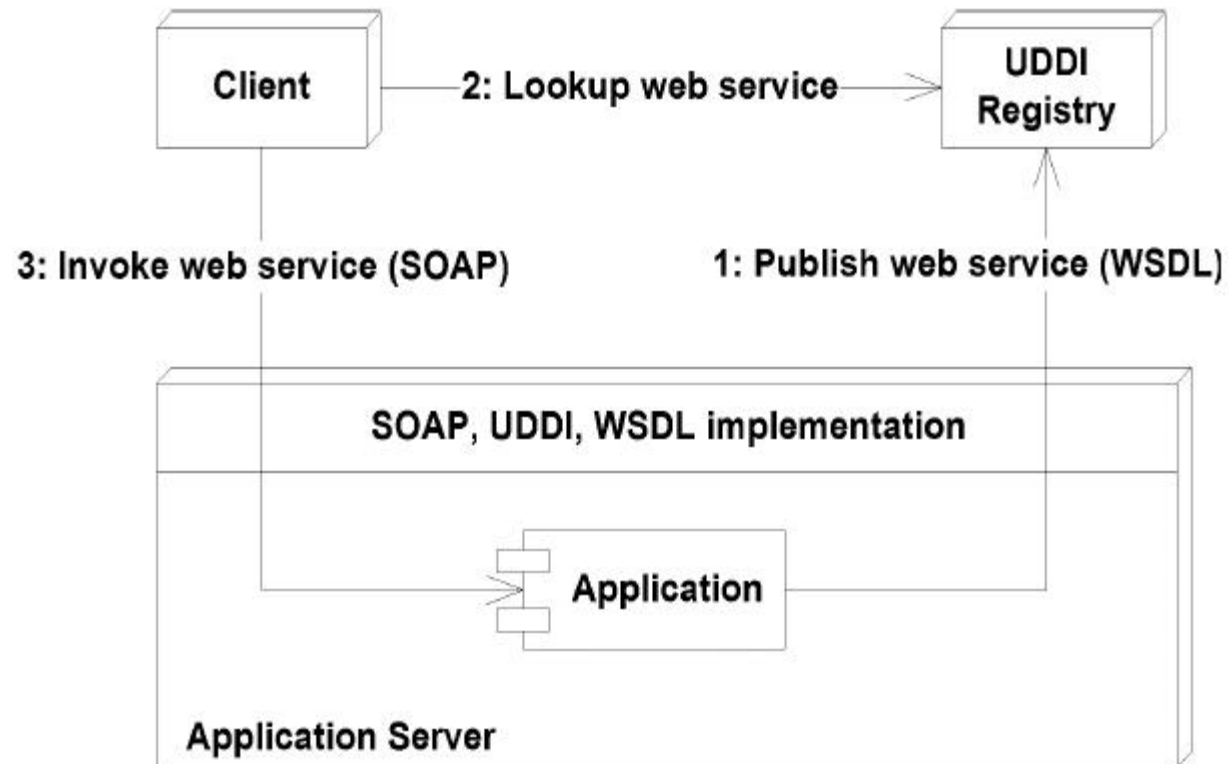 Client
2: Lookup web service
UDDI
Registry
3: Invoke web service (SOAP)
1: Publish web service (WSDL)
SOAP, UDDI, WSDL implementation
Application
Application Server